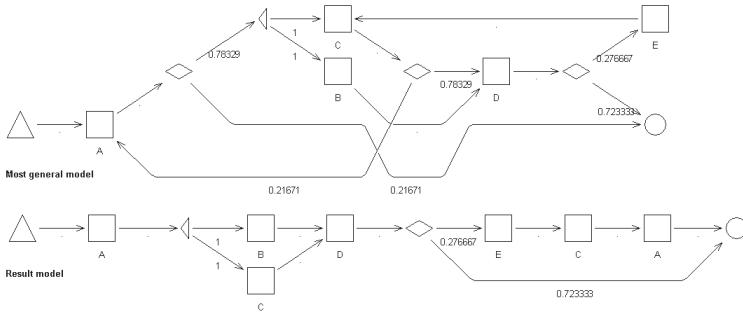 E
0.276667
1
C
0.78329
1
B
0.78329
D
0.723333
A
Most general model
0.21671
0.21671
A
1
B
D
0.276667
E
C
A
1
Result model
C
0.723333